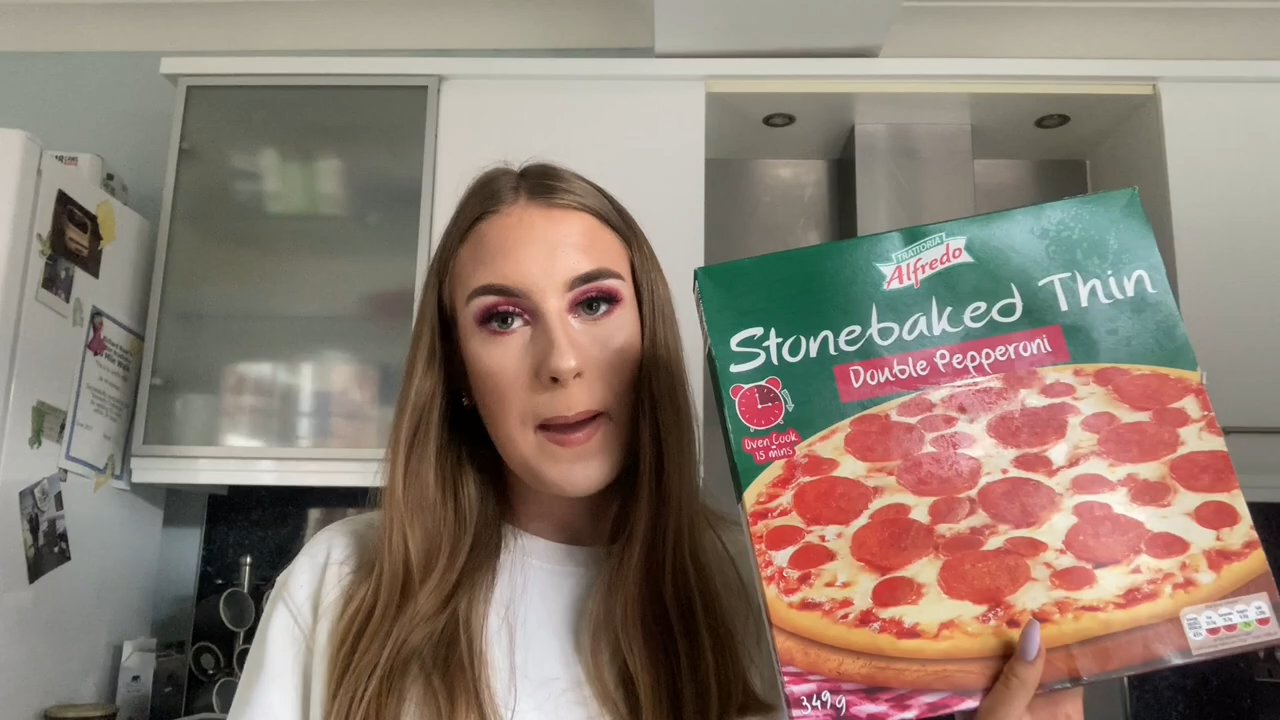 TRATTORIA
Alfredo
Stonebaked Thin
Double Pepperoni
Oven Cook
15 mins
349g